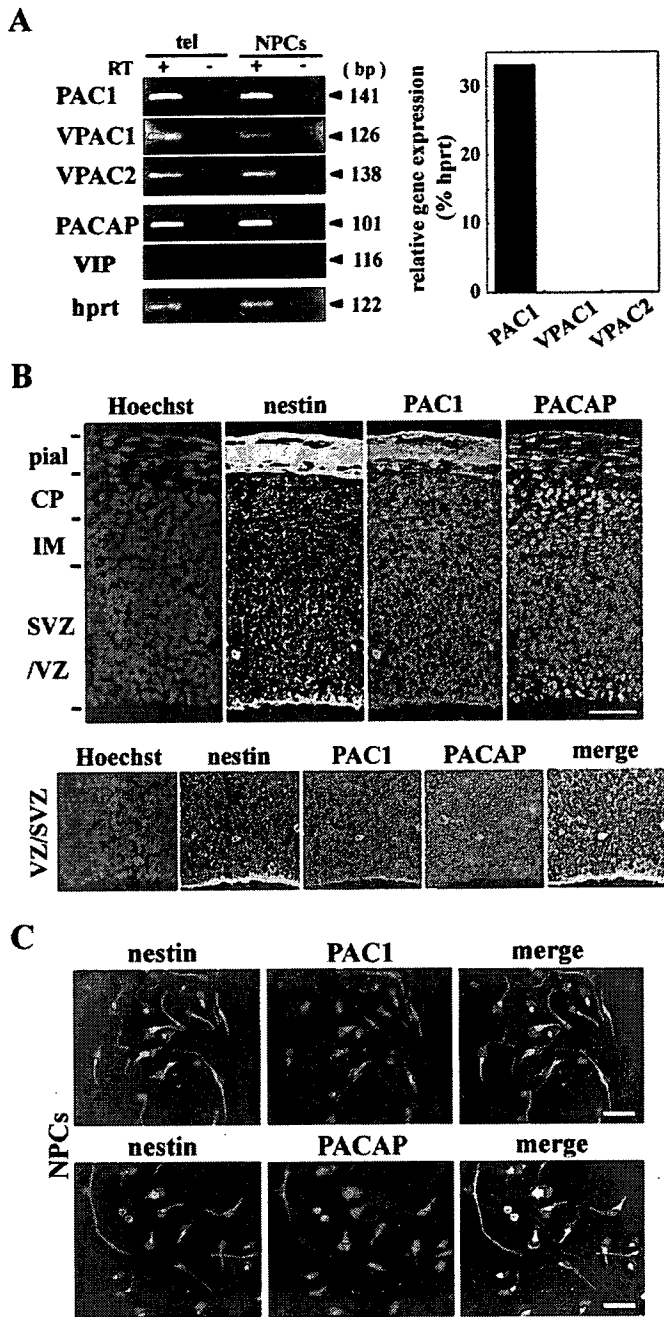 A
tel NPCs
RT + - + - ( bp )
PAC1 141
VPAC1 126
VPAC2 138
PACAP 101
VIP 116
hprt 122
relative gene expression
(% hprt)
30
20
10
0
PAC1 VPAC1 VPAC2
B
Hoechst nestin PAC1 PACAP
pial
CP
IM
SVZ
/VZ
Hoechst nestin PAC1 PACAP merge
VZ/SVZ
C
nestin PAC1 merge
NPCs
nestin PACAP merge